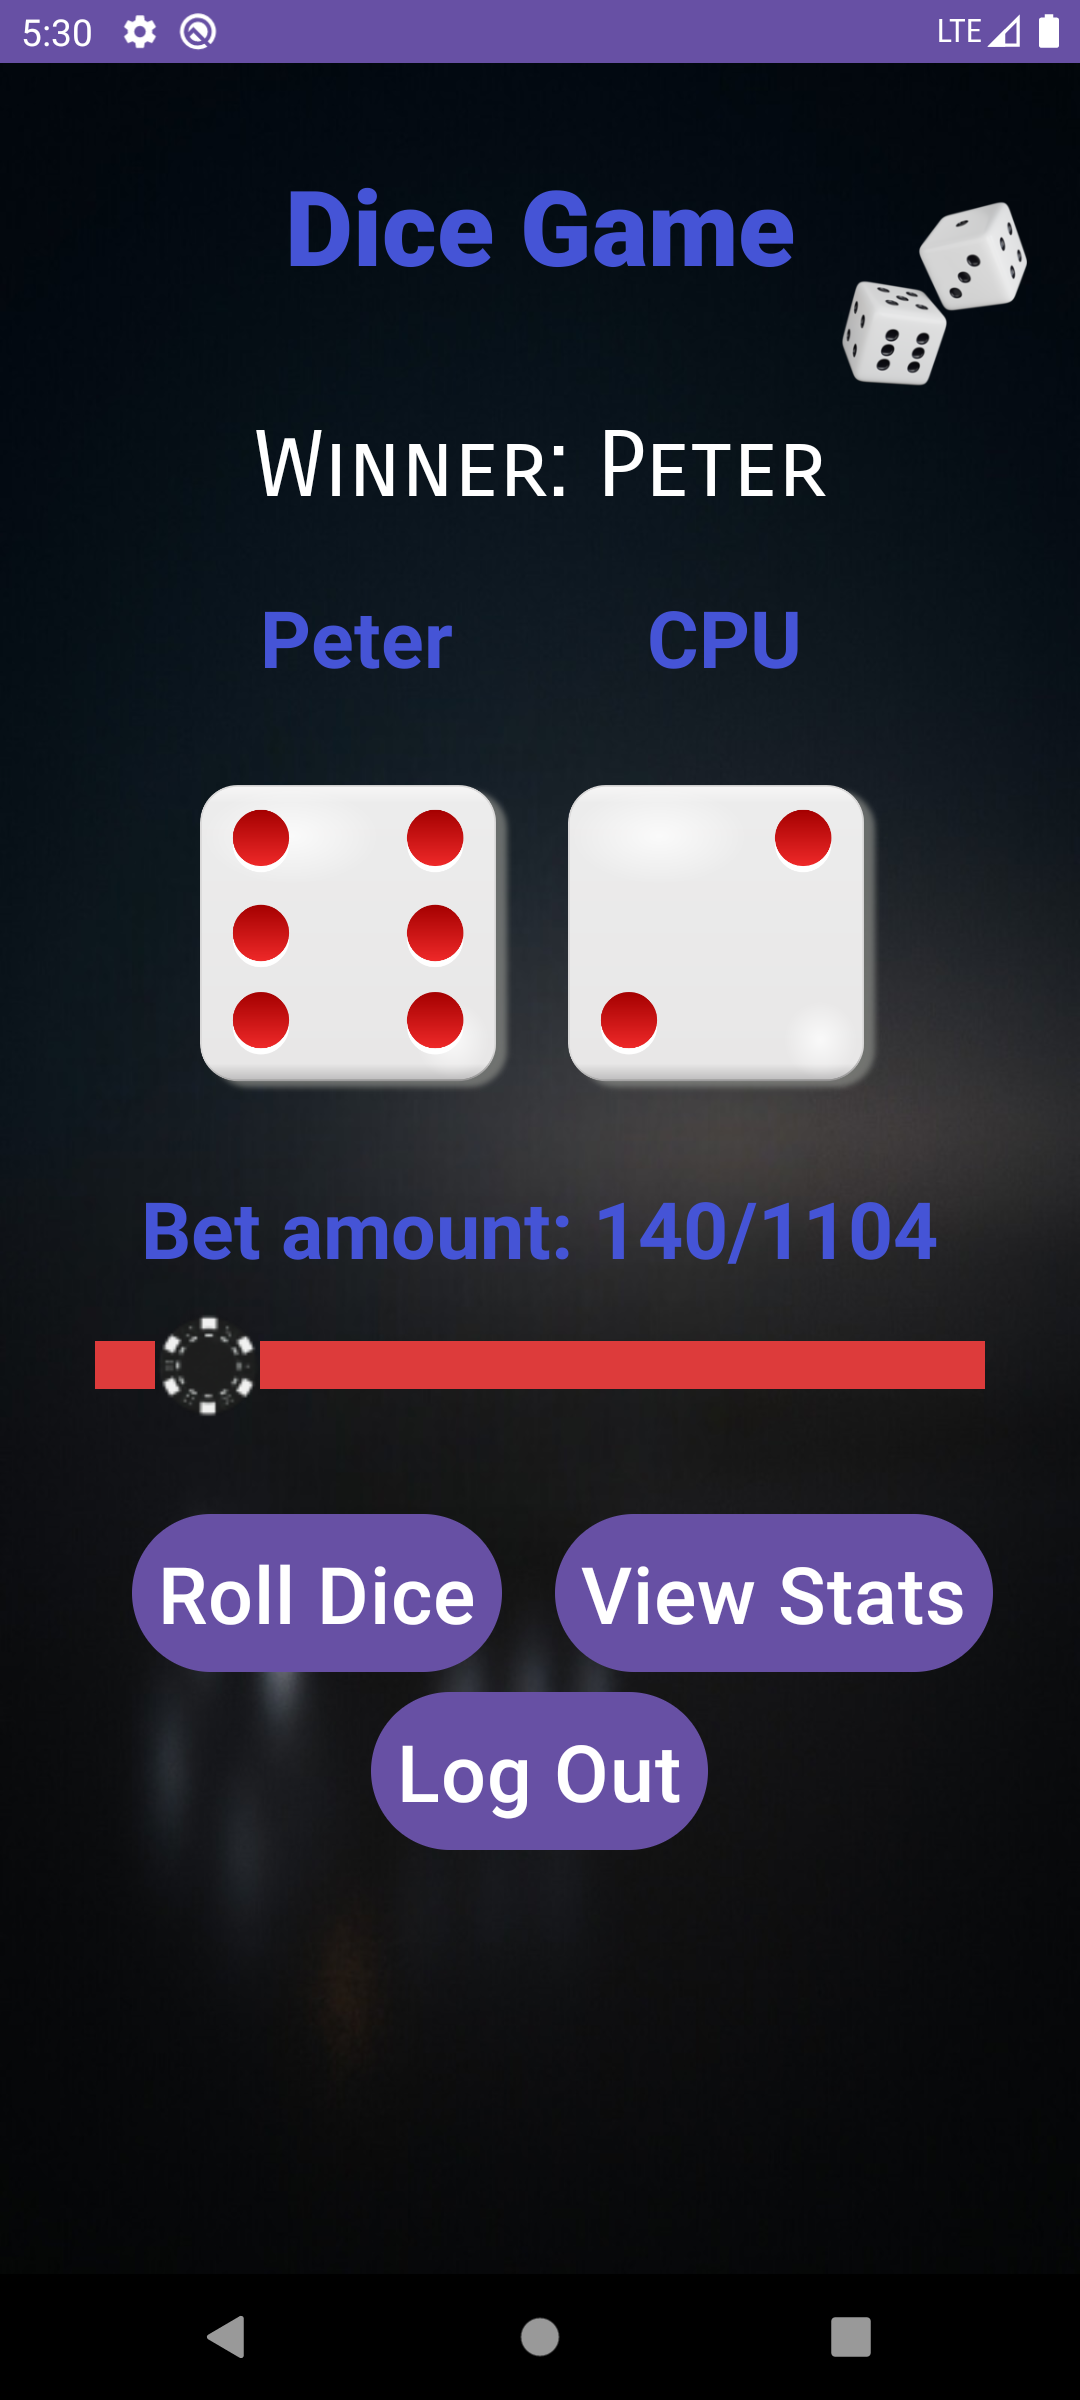 5:30 LTE
Dice Game
Winner: Peter
Peter CPU
Bet amount: 140/1104
Roll Dice View Stats
Log Out